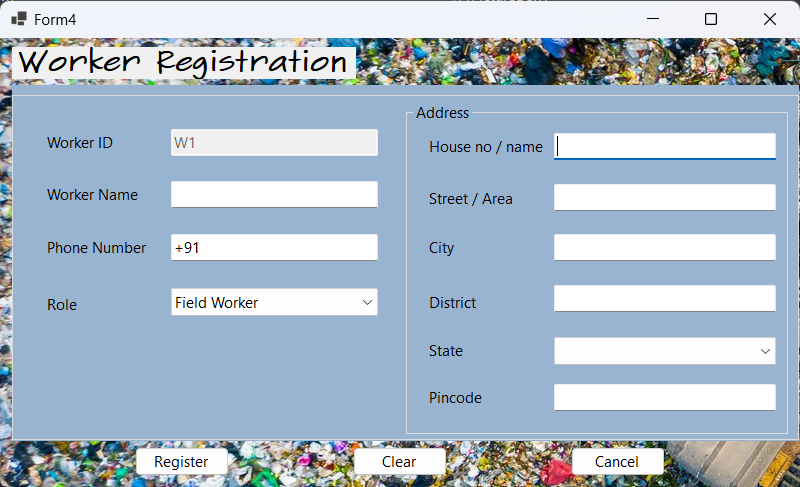 Form4
Worker Registration
Worker ID W1
Worker Name
Phone Number +91
Role Field Worker
Address
House no / name
Street / Area
City
District
State
Pincode
Register Clear Cancel